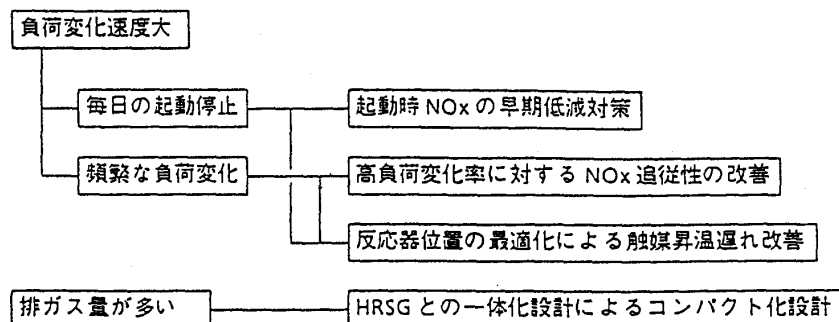 負荷変化速度大
毎日の起動停止
起動時NOxの早期低減対策
頻繁な負荷変化
高負荷変化率に対するNOx追従性の改善
反応器位置の最適化による触媒昇温遅れ改善
排ガス量が多い
HRSGとの一体化設計によるコンパクト化設計